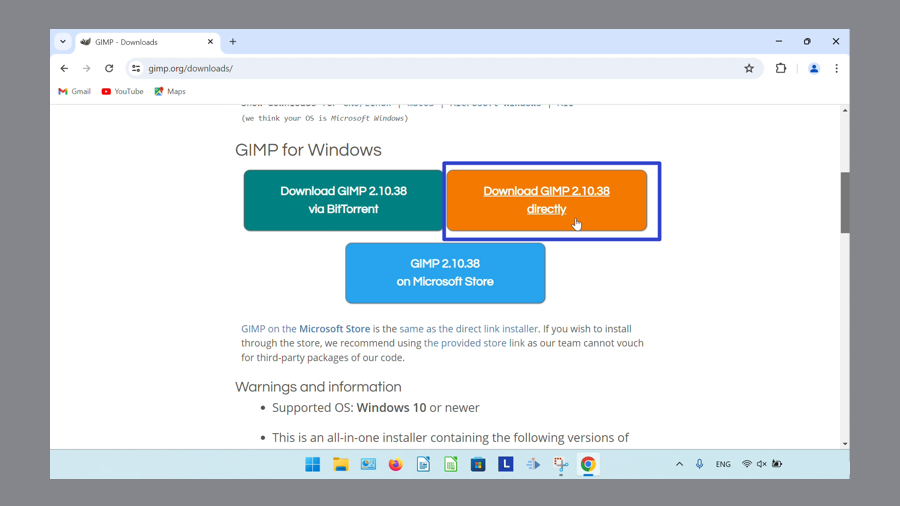 GIMP - Downloads
gimp.org/downloads/
Gmail
YouTube
Maps
(we think your OS is Microsoft Windows)
GIMP for Windows
Download GIMP 2.10.38
via BitTorrent
Download GIMP 2.10.38
directly
GIMP 2.10.38
on Microsoft Store
GIMP on the Microsoft Store is the same as the direct link installer. If you wish to install
through the store, we recommend using the provided store link as our team cannot vouch
for third-party packages of our code.
Warnings and information
• Supported OS: Windows 10 or newer
• This is an all-in-one installer containing the following versions of
L
ENG